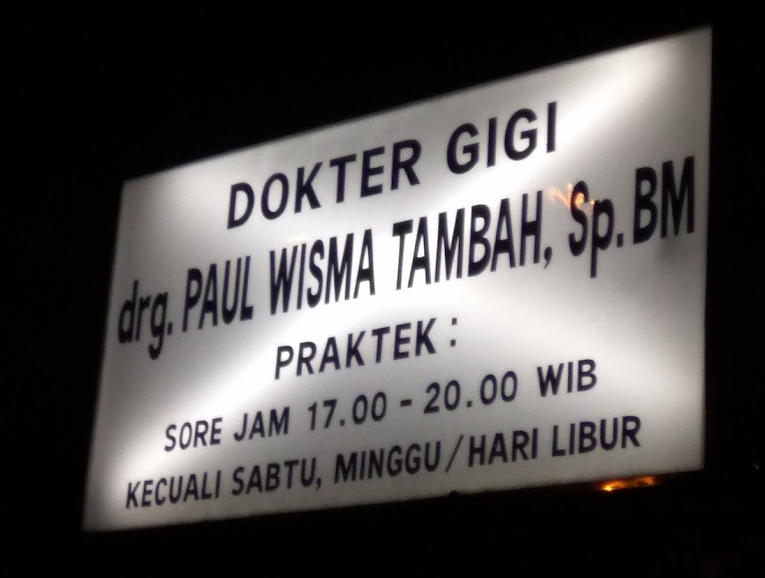 DOKTER GIGI
drg. PAUL WISMA TAMBAH, Sp.BM
PRAKTEK :
SORE JAM 17.00 - 20.00 WIB
KECUALI SABTU, MINGGU/HARI LIBUR